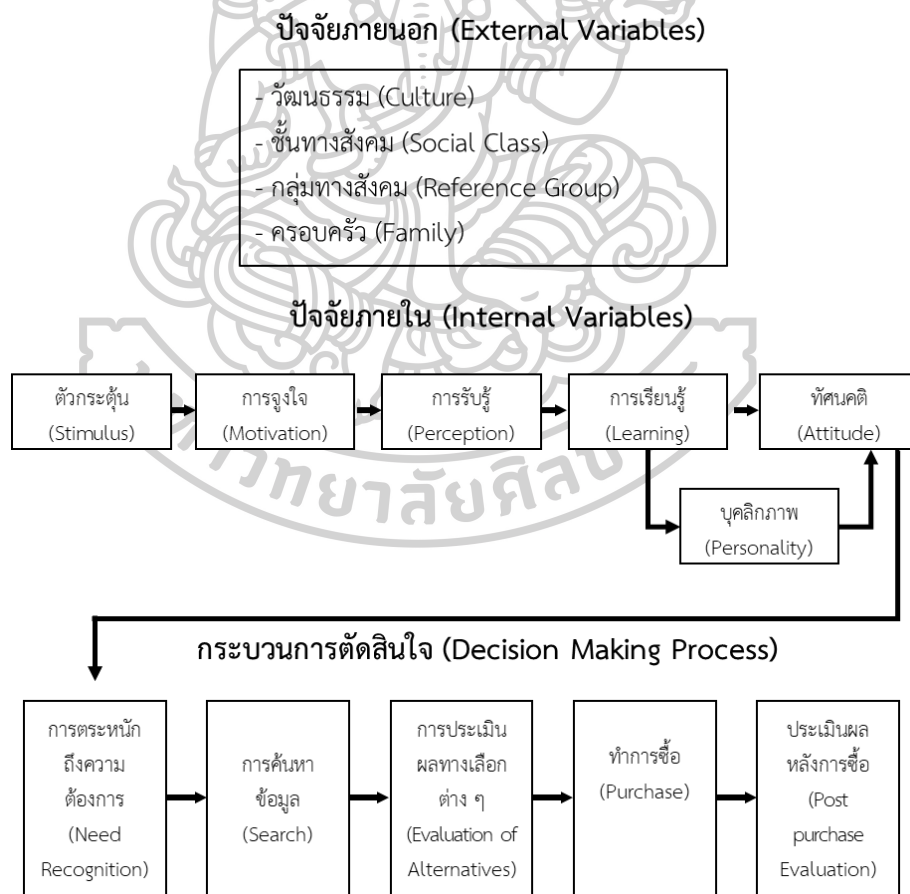 ปัจจัยภายนอก (External Variables)
- วัฒนธรรม (Culture)
- ชั้นทางสังคม (Social Class)
- กลุ่มทางสังคม (Reference Group)
- ครอบครัว (Family)
ปัจจัยภายใน (Internal Variables)
ตัวกระตุ้น
(Stimulus)
การจูงใจ
(Motivation)
การรับรู้
(Perception)
การเรียนรู้
(Learning)
ทัศนคติ
(Attitude)
บุคลิกภาพ
(Personality)
กระบวนการตัดสินใจ (Decision Making Process)
การตระหนัก
ถึงความ
ต้องการ
(Need
Recognition)
การค้นหา
ข้อมูล
(Search)
การประเมิน
ผลทางเลือก
ต่าง ๆ
(Evaluation of
Alternatives)
ทำการซื้อ
(Purchase)
ประเมินผล
หลังการซื้อ
(Post
purchase
Evaluation)